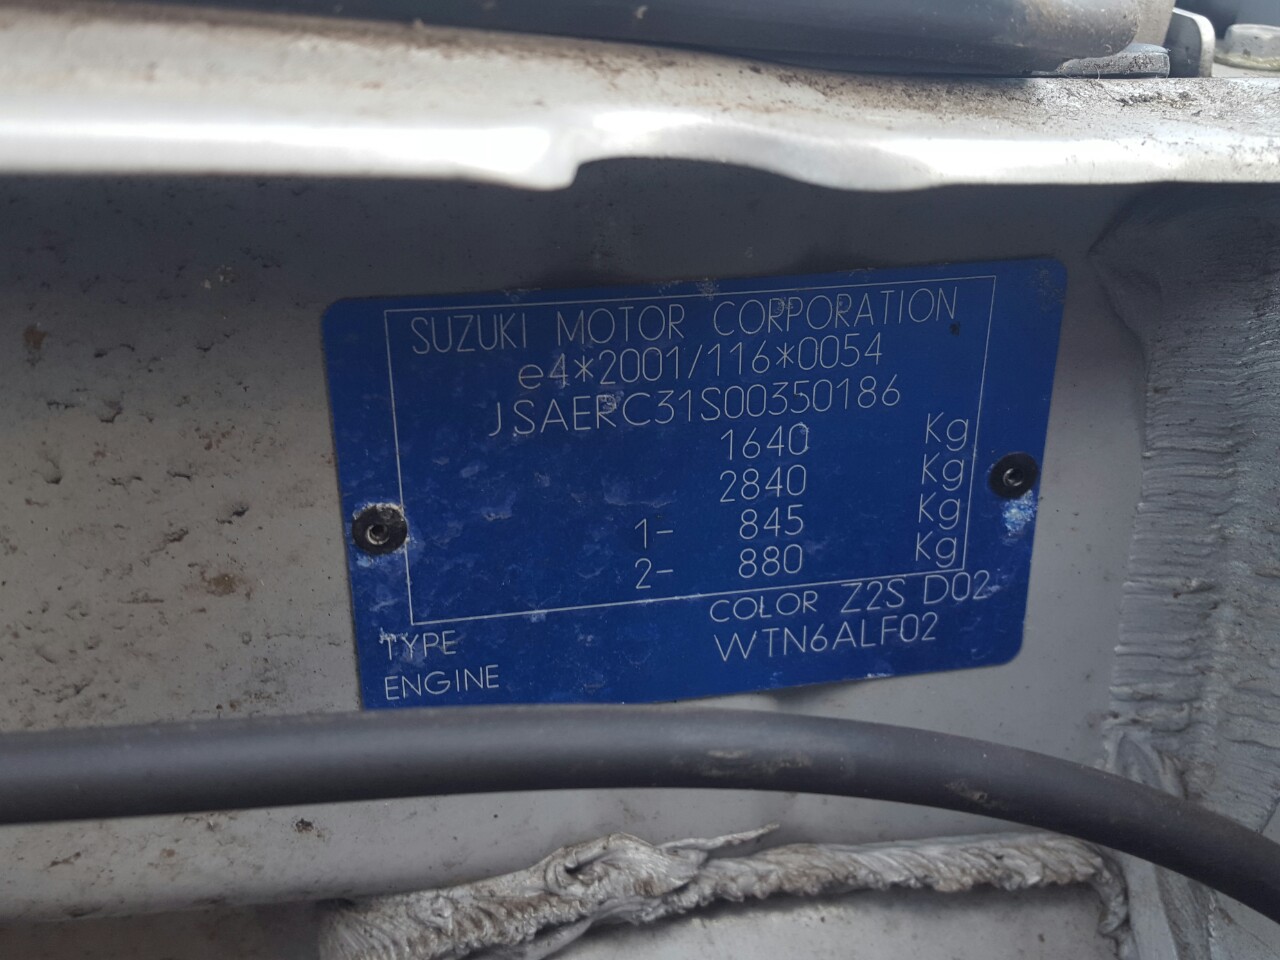 SUZUKI MOTOR CORPORATION
e4*2001/116*0054
JSAERC31S00350186
1640 Kg
2840 Kg
1- 845 Kg
2- 880 Kg
COLOR Z2S D02
TYPE WTN6ALF02
ENGINE